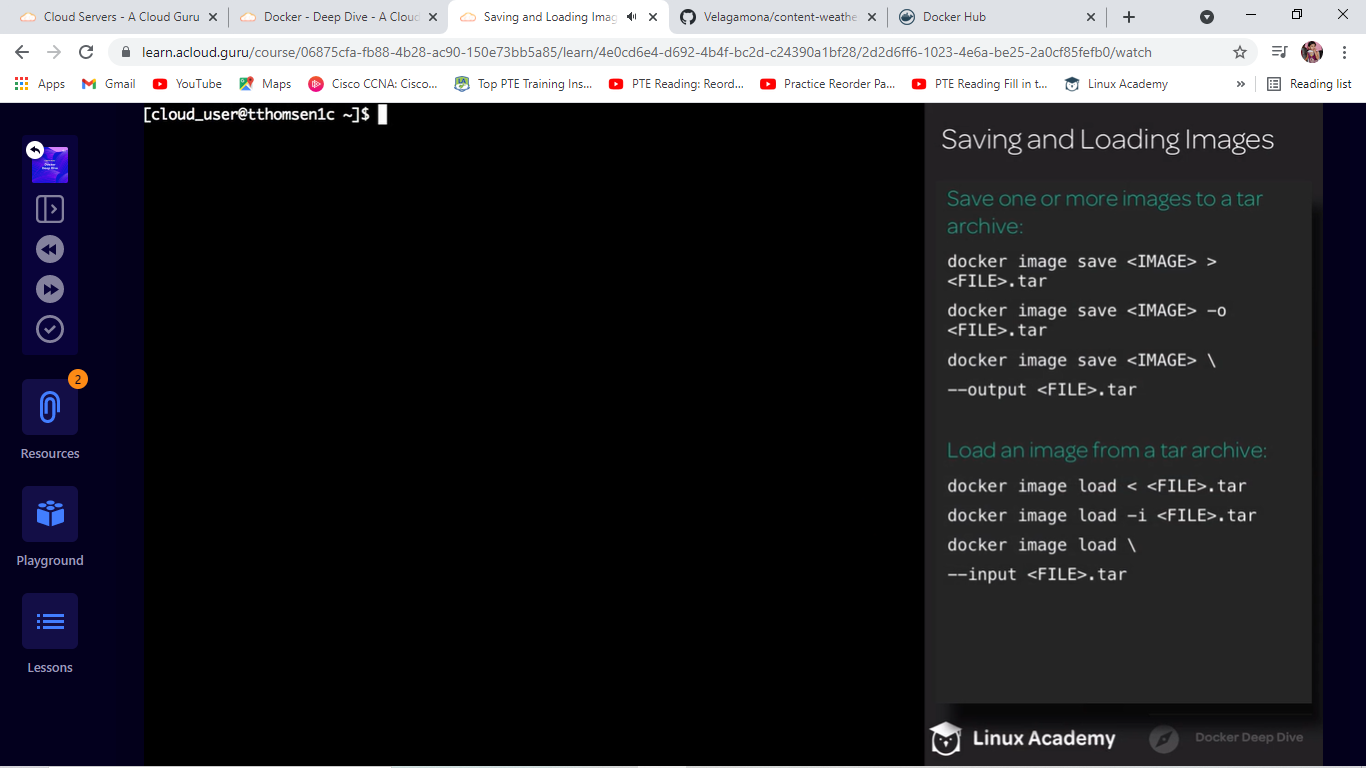 Cloud Servers - A Cloud Guru
Docker - Deep Dive - A Cloud
Saving and Loading Imag
Velagamona/content-weathe
Docker Hub
learn.acloud.guru/course/06875cfa-fb88-4b28-ac90-150e73bb5a85/learn/4e0cd6e4-d692-4b4f-bc2d-c24390a1bf28/2d2d6ff6-1023-4e6a-be25-2a0cf85fefb0/watch
Apps
Gmail
YouTube
Maps
Cisco CCNA: Cisco...
Top PTE Training Ins...
PTE Reading: Reord...
Practice Reorder Pa...
PTE Reading Fill in t...
Linux Academy
»
Reading list
[cloud_user@tthomsen1c ~]$
2
Resources
Playground
Lessons
Saving and Loading Images
Save one or more images to a tar
archive:
docker image save <IMAGE> >
<FILE>.tar
docker image save <IMAGE> -o
<FILE>.tar
docker image save <IMAGE> \
--output <FILE>.tar
Load an image from a tar archive:
docker image load < <FILE>.tar
docker image load -i <FILE>.tar
docker image load \
--input <FILE>.tar
Linux Academy
Docker Deep Dive